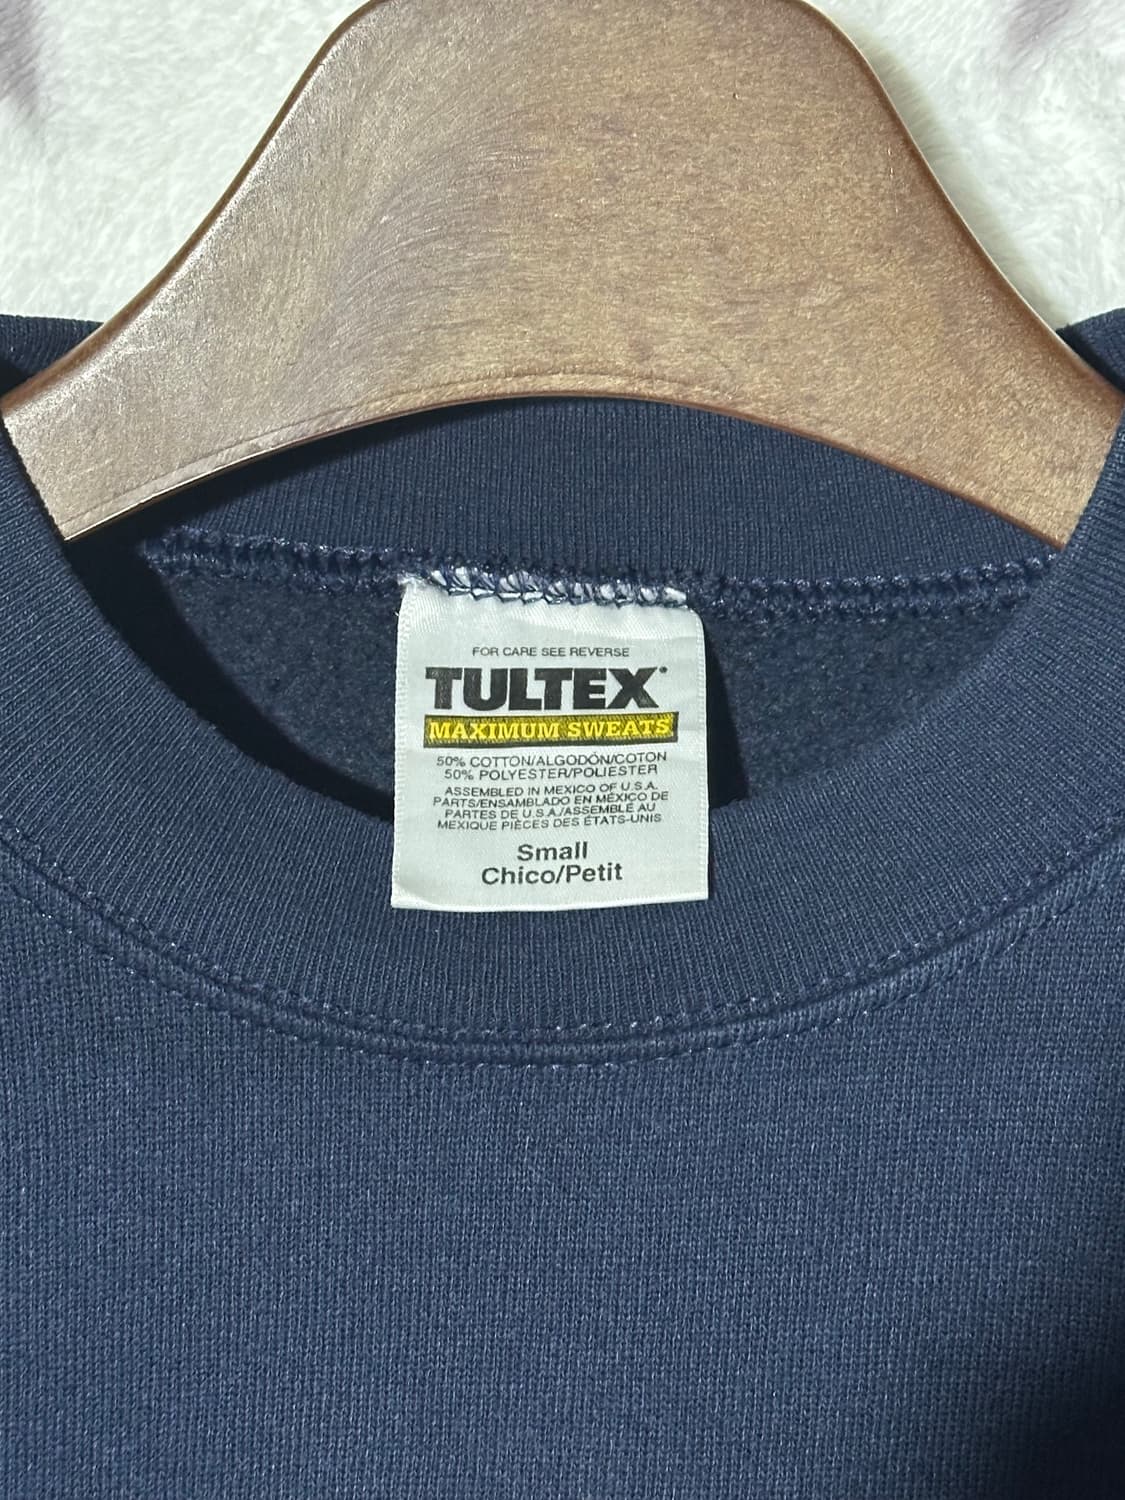 FOR CARE SEE REVERSE
TULTEX
MAXIMUM SWEATS
50% COTTON/ALGODÓN/COTON
50% POLYESTER/POLIESTER
ASSEMBLED IN MEXICO OF U.S.A.
PARTS/ENSAMBLADO EN MÉXICO DE
PARTES DE U.S.A./ASSEMBLÉ AU
MEXIQUE PIÈCES DES ÉTATS-UNIS
Small
Chico/Petit